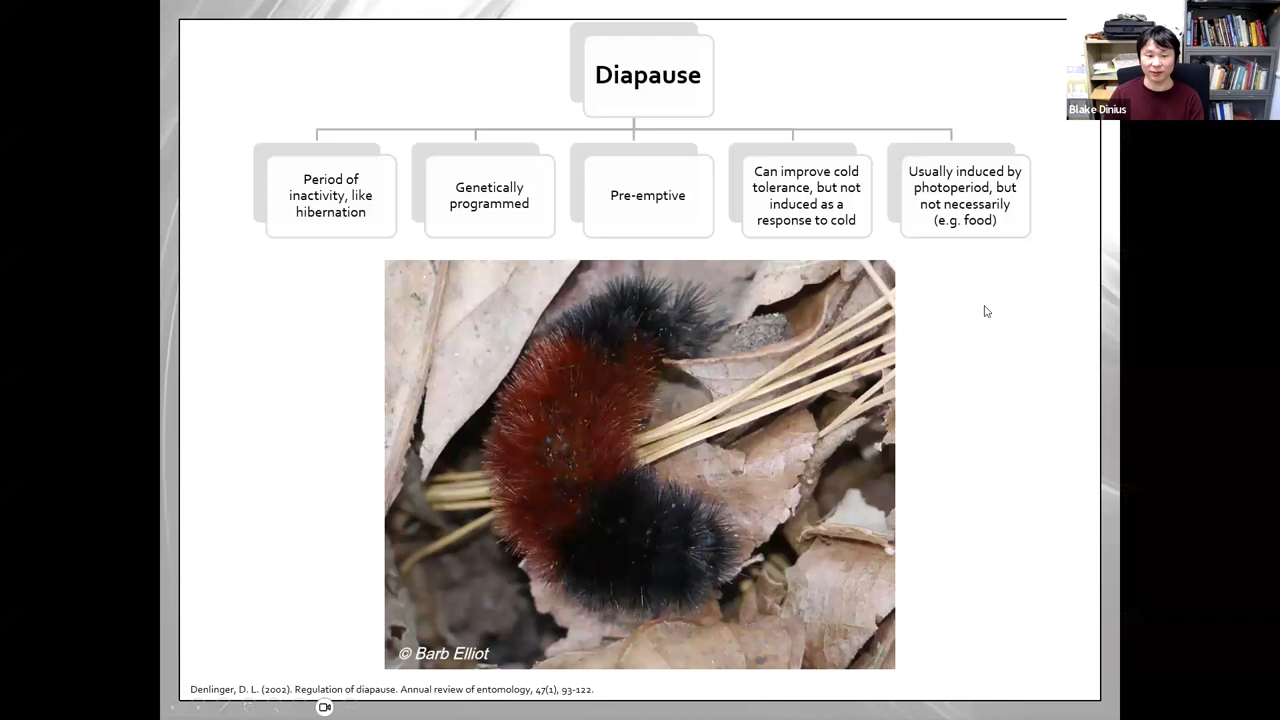 Diapause
Blake Dinius
Period of
inactivity, like
hibernation
Genetically
programmed
Pre-emptive
Can improve cold
tolerance, but not
induced as a
response to cold
Usually induced by
photoperiod, but
not necessarily
(e.g. food)
© Barb Elliot
Denlinger, D. L. (2002). Regulation of diapause. Annual review of entomology, 47(1), 93-122.